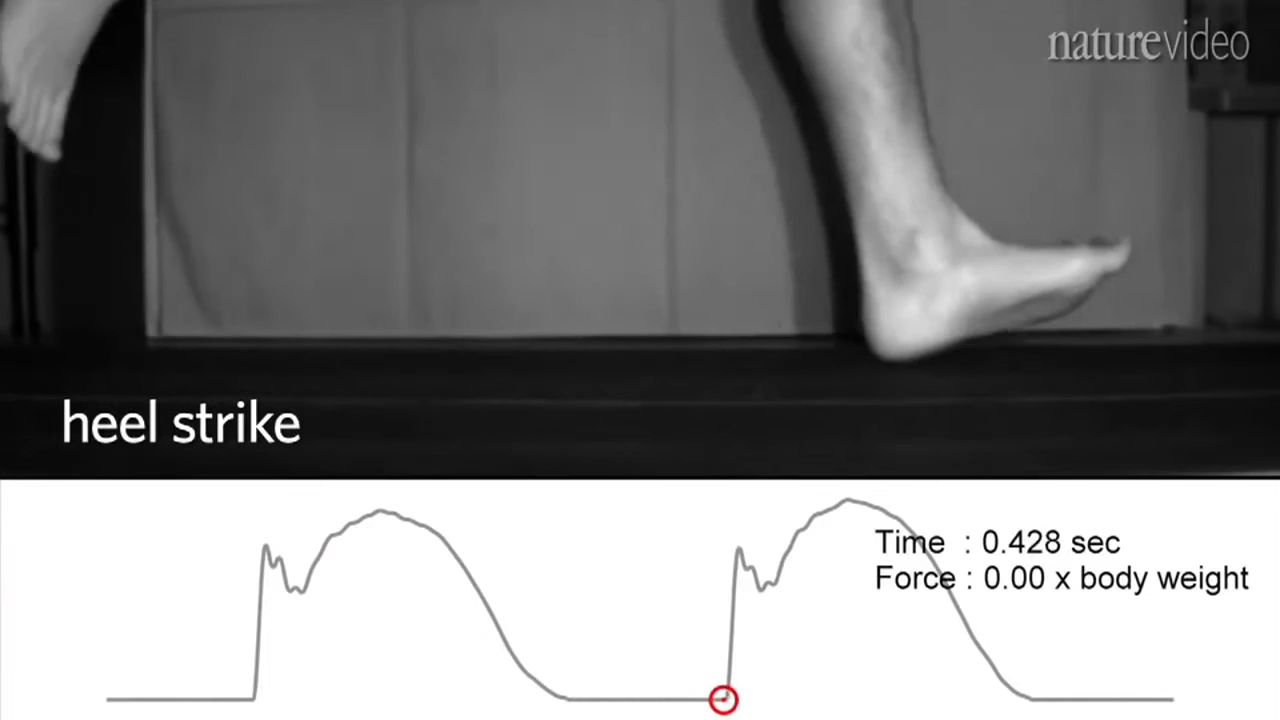 naturevideo
heel strike
Time : 0.428 sec
Force : 0.00 x body weight